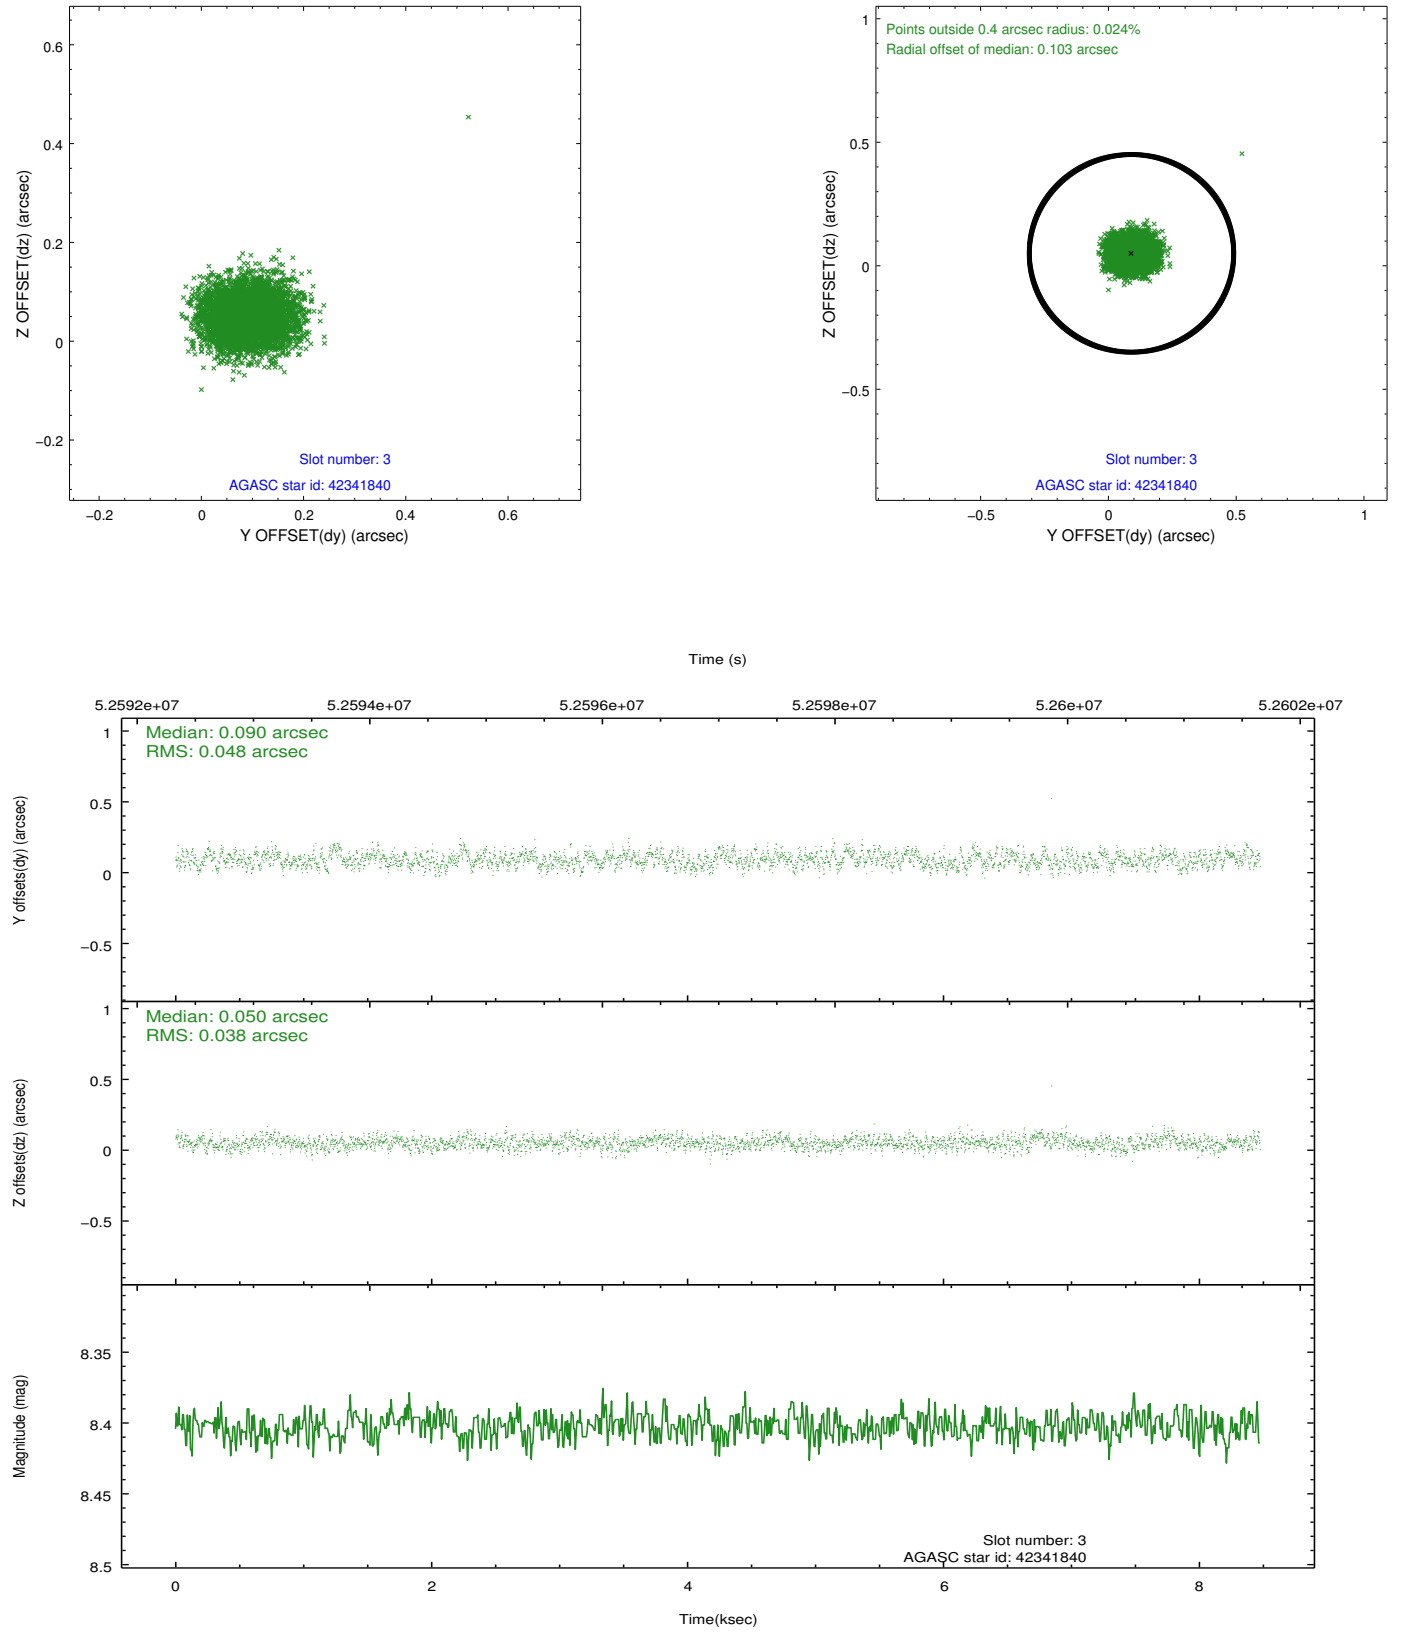 0.6
0.4
0.2
0
−0.2
Z OFFSET(dz) (arcsec)
Slot number: 3
AGASC star id: 42341840
−0.2 0 0.2 0.4 0.6
Y OFFSET(dy) (arcsec)
Points outside 0.4 arcsec radius: 0.024%
Radial offset of median: 0.103 arcsec
1
0.5
0
−0.5
Z OFFSET(dz) (arcsec)
Slot number: 3
AGASC star id: 42341840
−0.5 0 0.5 1
Y OFFSET(dy) (arcsec)
Time (s)
5.2592e+07 5.2594e+07 5.2596e+07 5.2598e+07 5.26e+07 5.2602e+07
Median: 0.090 arcsec
RMS: 0.048 arcsec
1
0.5
0
−0.5
Y offsets(dy) (arcsec)
Median: 0.050 arcsec
RMS: 0.038 arcsec
1
0.5
0
−0.5
Z offsets(dz) (arcsec)
8.35
8.4
8.45
8.5
Magnitude (mag)
Slot number: 3
AGASC star id: 42341840
0 2 4 6 8
Time(ksec)